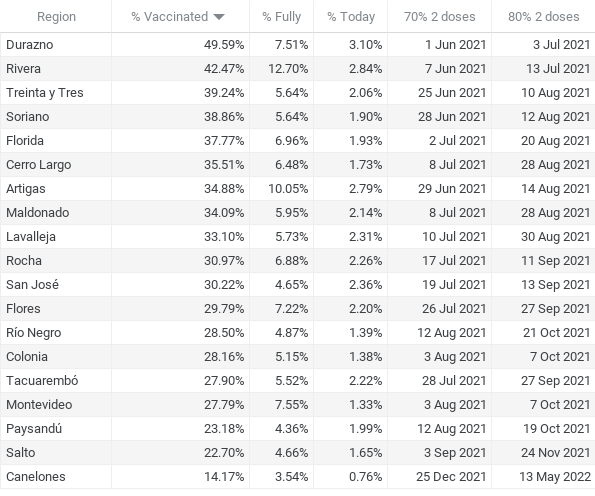 Region % Vaccinated % Fully % Today 70% 2 doses 80% 2 doses
Durazno 49.59% 7.51% 3.10% 1 Jun 2021 3 Jul 2021
Rivera 42.47% 12.70% 2.84% 7 Jun 2021 13 Jul 2021
Treinta y Tres 39.24% 5.64% 2.06% 25 Jun 2021 10 Aug 2021
Soriano 38.86% 5.64% 1.90% 28 Jun 2021 12 Aug 2021
Florida 37.77% 6.96% 1.93% 2 Jul 2021 20 Aug 2021
Cerro Largo 35.51% 6.48% 1.73% 8 Jul 2021 28 Aug 2021
Artigas 34.88% 10.05% 2.79% 29 Jun 2021 14 Aug 2021
Maldonado 34.09% 5.95% 2.14% 8 Jul 2021 28 Aug 2021
Lavalleja 33.10% 5.73% 2.31% 10 Jul 2021 30 Aug 2021
Rocha 30.97% 6.88% 2.26% 17 Jul 2021 11 Sep 2021
San José 30.22% 4.65% 2.36% 19 Jul 2021 13 Sep 2021
Flores 29.79% 7.22% 2.20% 26 Jul 2021 27 Sep 2021
Río Negro 28.50% 4.87% 1.39% 12 Aug 2021 21 Oct 2021
Colonia 28.16% 5.15% 1.38% 3 Aug 2021 7 Oct 2021
Tacuarembó 27.90% 5.52% 2.22% 28 Jul 2021 27 Sep 2021
Montevideo 27.79% 7.55% 1.33% 3 Aug 2021 7 Oct 2021
Paysandú 23.18% 4.36% 1.99% 12 Aug 2021 19 Oct 2021
Salto 22.70% 4.66% 1.65% 3 Sep 2021 24 Nov 2021
Canelones 14.17% 3.54% 0.76% 25 Dec 2021 13 May 2022